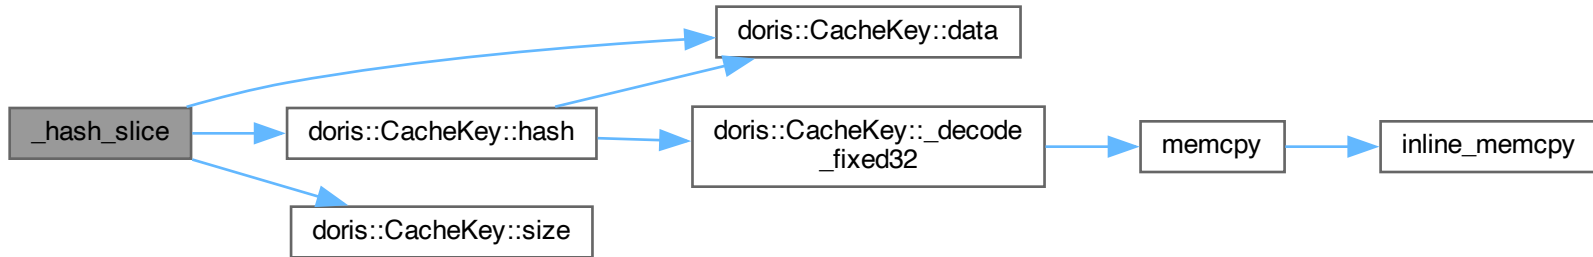 _hash_slice
doris::CacheKey::data
doris::CacheKey::hash
doris::CacheKey::size
doris::CacheKey::_decode
_fixed32
memcpy
inline_memcpy